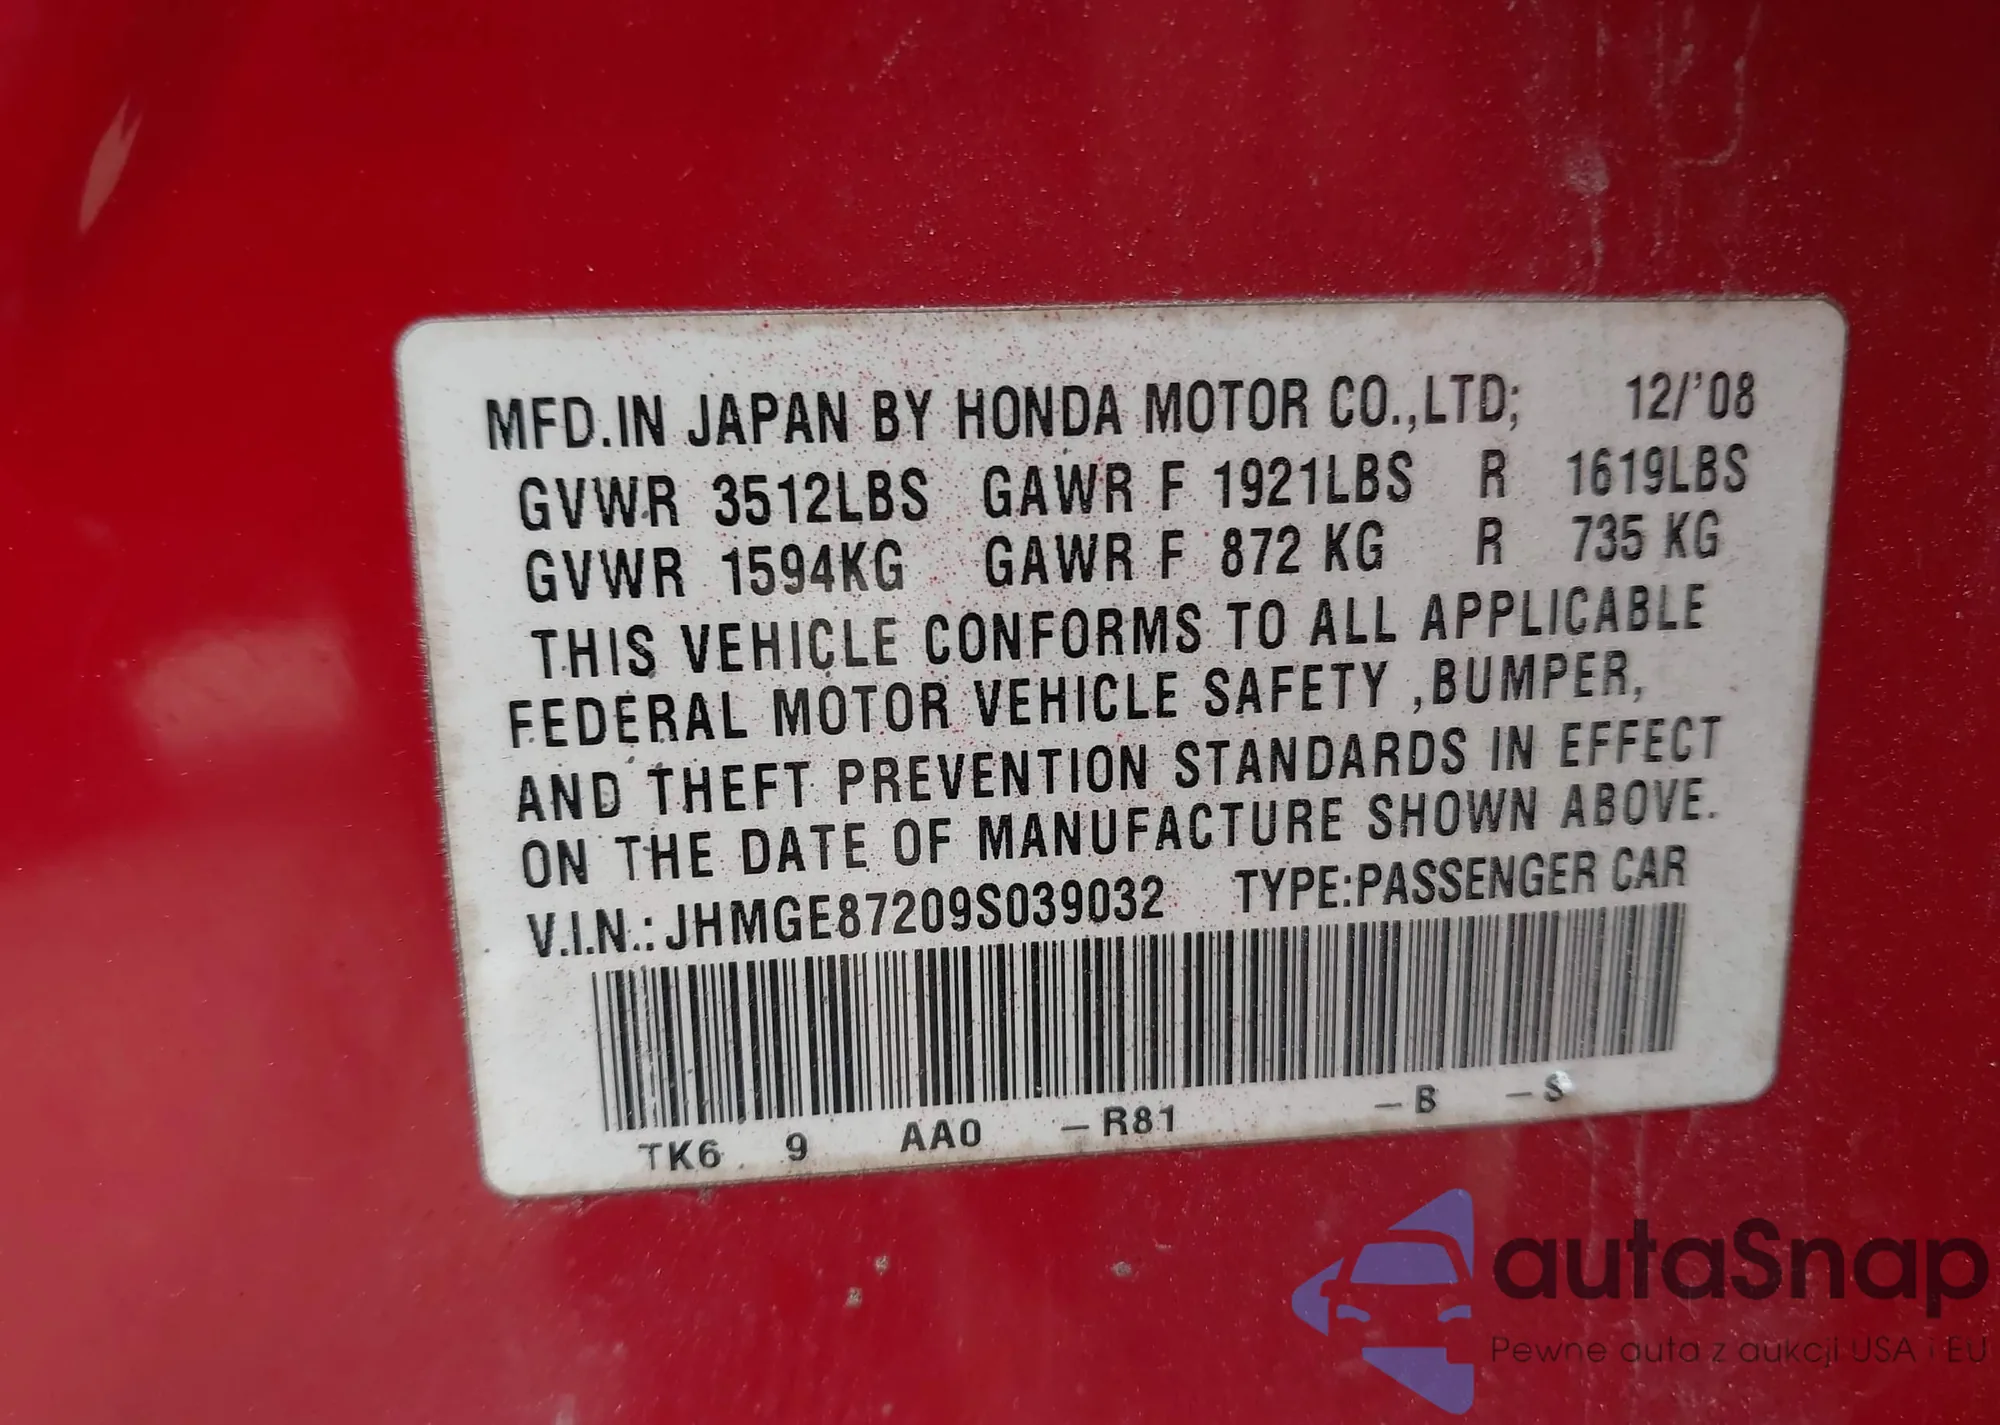 MFD.IN JAPAN BY HONDA MOTOR CO.,LTD; 12/'08
GVWR 3512LBS GAWR F 1921LBS R 1619LBS
GVWR 1594KG GAWR F 872 KG R 735 KG
THIS VEHICLE CONFORMS TO ALL APPLICABLE
FEDERAL MOTOR VEHICLE SAFETY ,BUMPER,
AND THEFT PREVENTION STANDARDS IN EFFECT
ON THE DATE OF MANUFACTURE SHOWN ABOVE.
V.I.N.: JHMGE87209S039032 TYPE:PASSENGER CAR
TK6 9 AA0 –R81 –B –S
autaSnap
Pewne auta z aukcji USA i EU